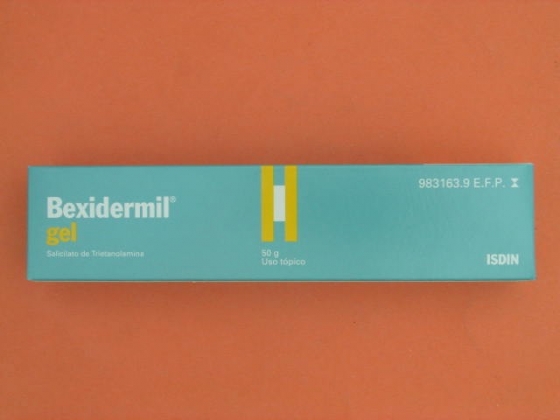 Bexidermil®
gel
Salicilato de Trietanolamina
50 g
Uso tópico
983163.9 E.F.P.
ISDIN